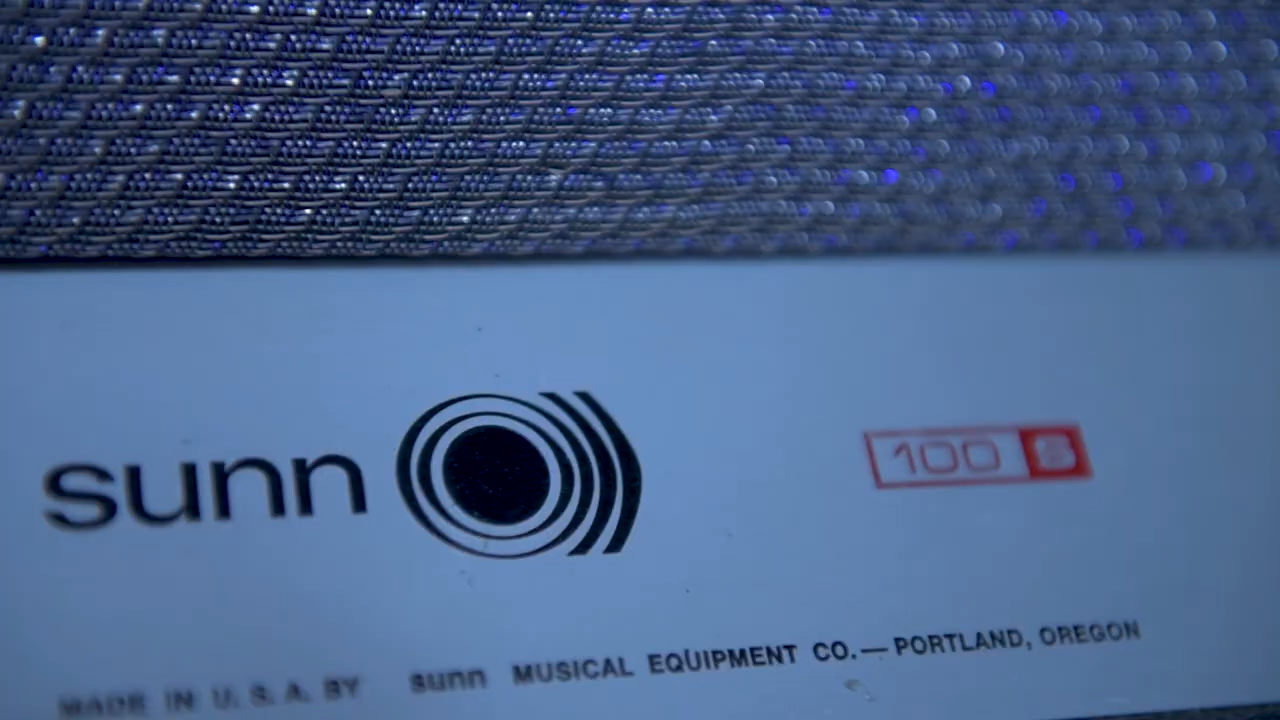 sunn
100 S
MADE IN U.S.A. BY sunn MUSICAL EQUIPMENT CO.—PORTLAND, OREGON